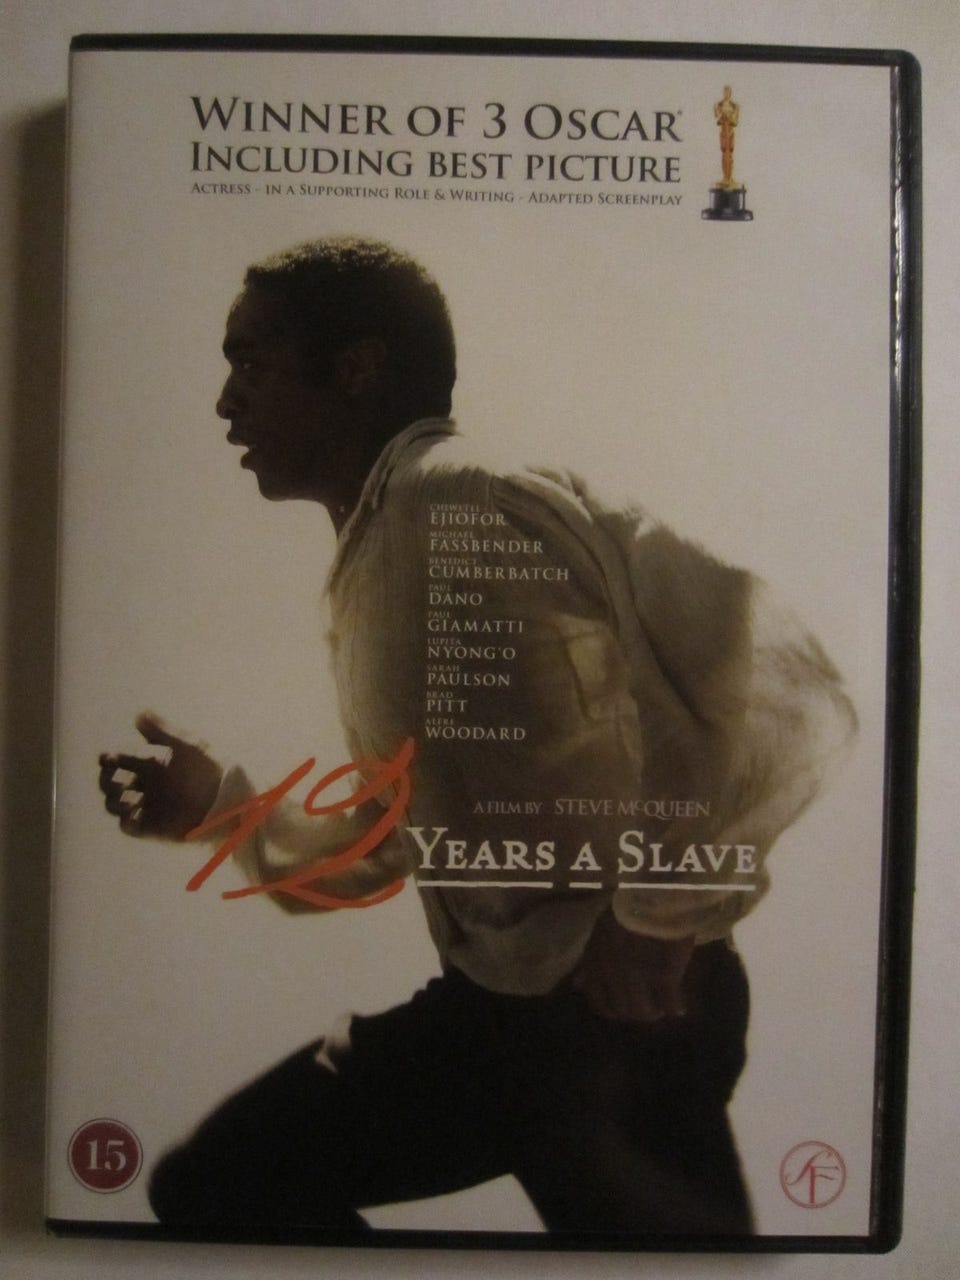 WINNER OF 3 OSCAR®
INCLUDING BEST PICTURE
ACTRESS - IN A SUPPORTING ROLE & WRITING - ADAPTED SCREENPLAY
CHIWETEL
EJIOFOR
MICHAEL
FASSBENDER
BENEDICT
CUMBERBATCH
PAUL
DANO
PAUL
GIAMATTI
LUPITA
NYONG'O
SARAH
PAULSON
BRAD
PITT
ALFRE
WOODARD
A FILM BY STEVE McQUEEN
12 YEARS A SLAVE
15
SF